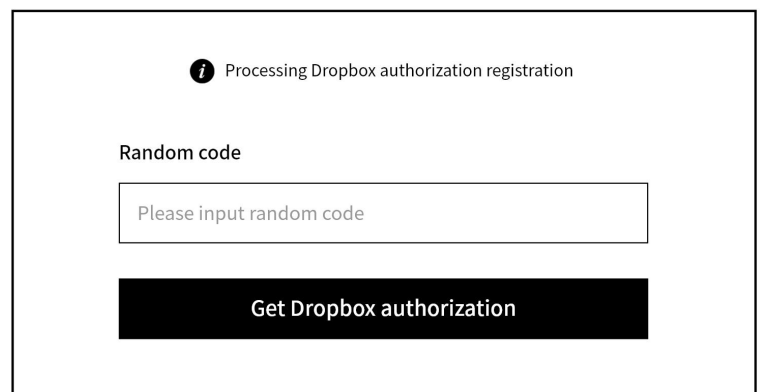 Processing Dropbox authorization registration
Random code
Please input random code
Get Dropbox authorization